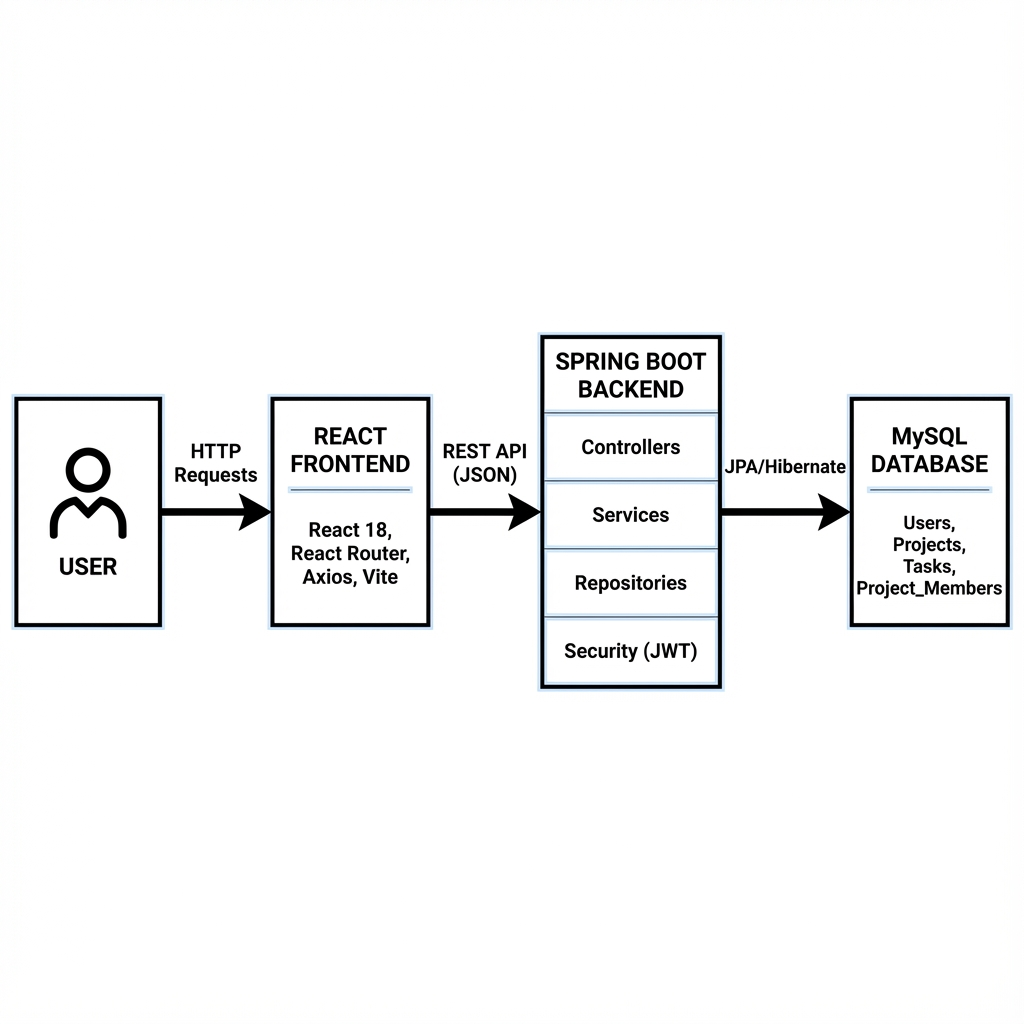 USER
HTTP
Requests
REACT
FRONTEND
React 18,
React Router,
Axios, Vite
REST API
(JSON)
SPRING BOOT
BACKEND
Controllers
Services
Repositories
Security (JWT)
JPA/Hibernate
MySQL
DATABASE
Users,
Projects,
Tasks,
Project_Members